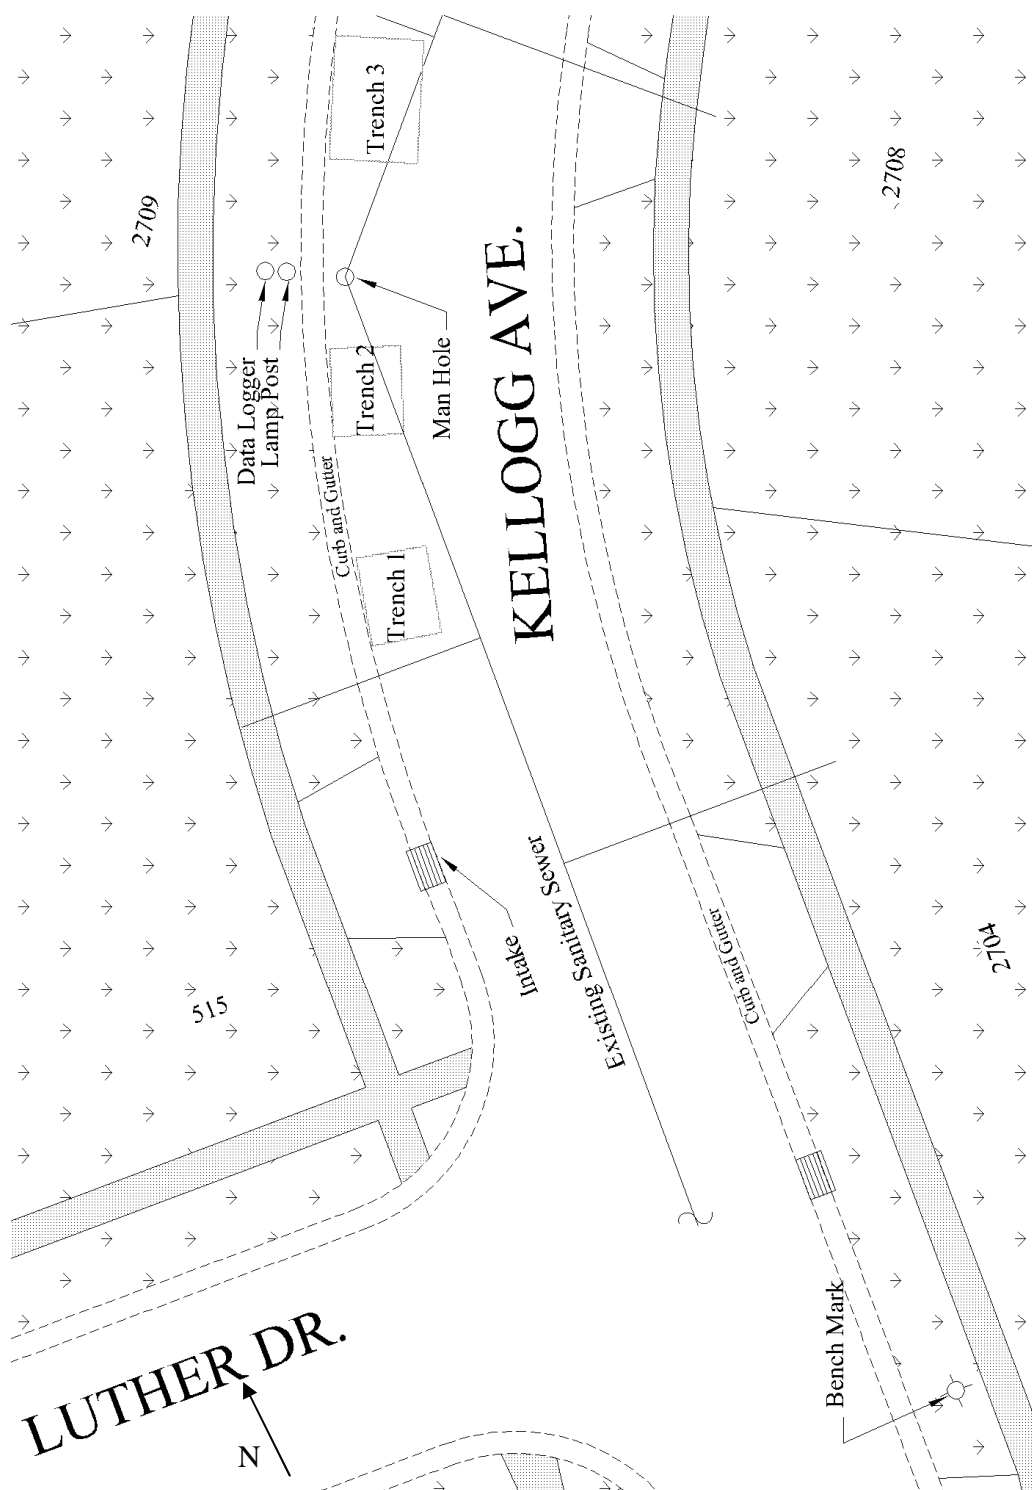 Trench 3
2708
2709
KELLOGG AVE.
Man Hole
Data Logger
Lamp Post
Trench 2
Curb and Gutter
Trench 1
Intake
Existing Sanitary Sewer
Curb and Gutter
2704
515
Bench Mark
LUTHER DR.
N